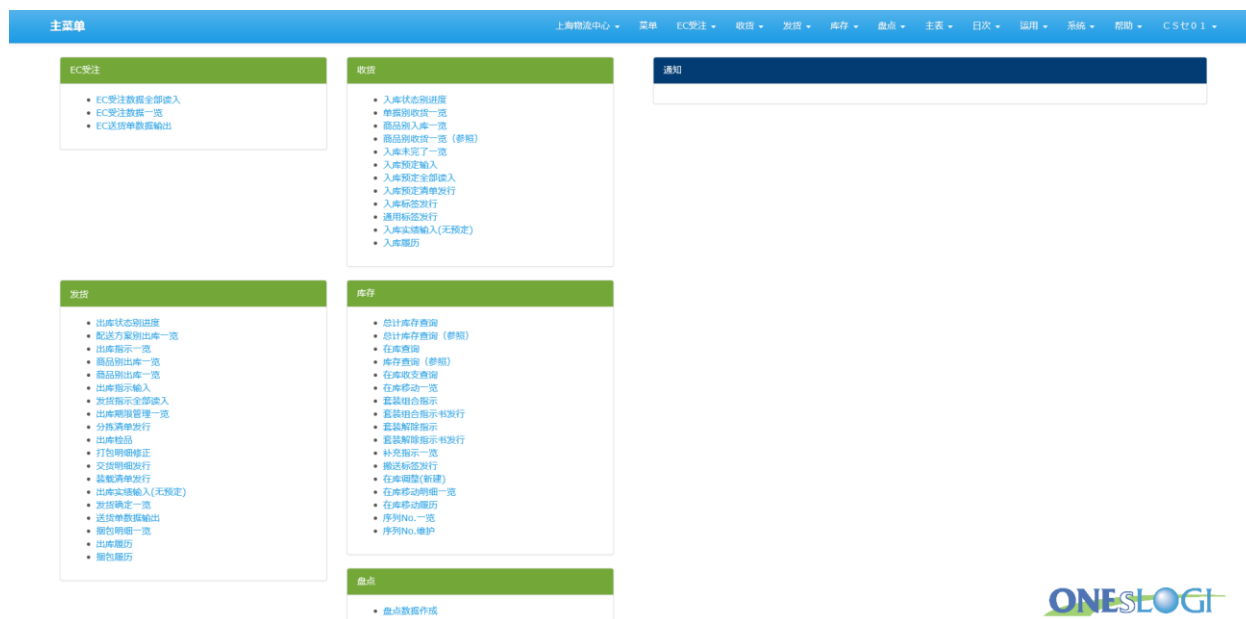 主菜单
上海物流中心 菜单 EC受注 收货 发货 库存 盘点 主表 日次 运用 系统 帮助 CSセ01
EC受注
EC受注数据全部读入
EC受注数据一览
EC送货单数据输出
收货
入库状态别进度
单据别收货一览
商品别入库一览
商品别收货一览（参照）
入库未完了一览
入库预定输入
入库预定全部读入
入库预定清单发行
入库标签发行
通用标签发行
入库实绩输入(无预定)
入库履历
通知
发货
出库状态别进度
配送方案别出库一览
出库指示一览
商品别出库一览
商品别出库一览
出库指示输入
发货指示全部读入
出库期限管理一览
分拣清单发行
出库检品
打包明细修正
交货明细发行
装载清单发行
出库实绩输入(无预定)
发货确定一览
送货单数据输出
捆包明细一览
出库履历
捆包履历
库存
总计库存查询
总计库存查询（参照）
在库查询
库存查询（参照）
在库收支查询
在库移动一览
套装组合指示
套装组合指示书发行
套装解除指示
套装解除指示书发行
补充指示一览
搬送标签发行
在库调整(新建)
在库移动明细一览
在库移动履历
序列No.一览
序列No.维护
盘点
盘点数据作成
ONEsLOGI